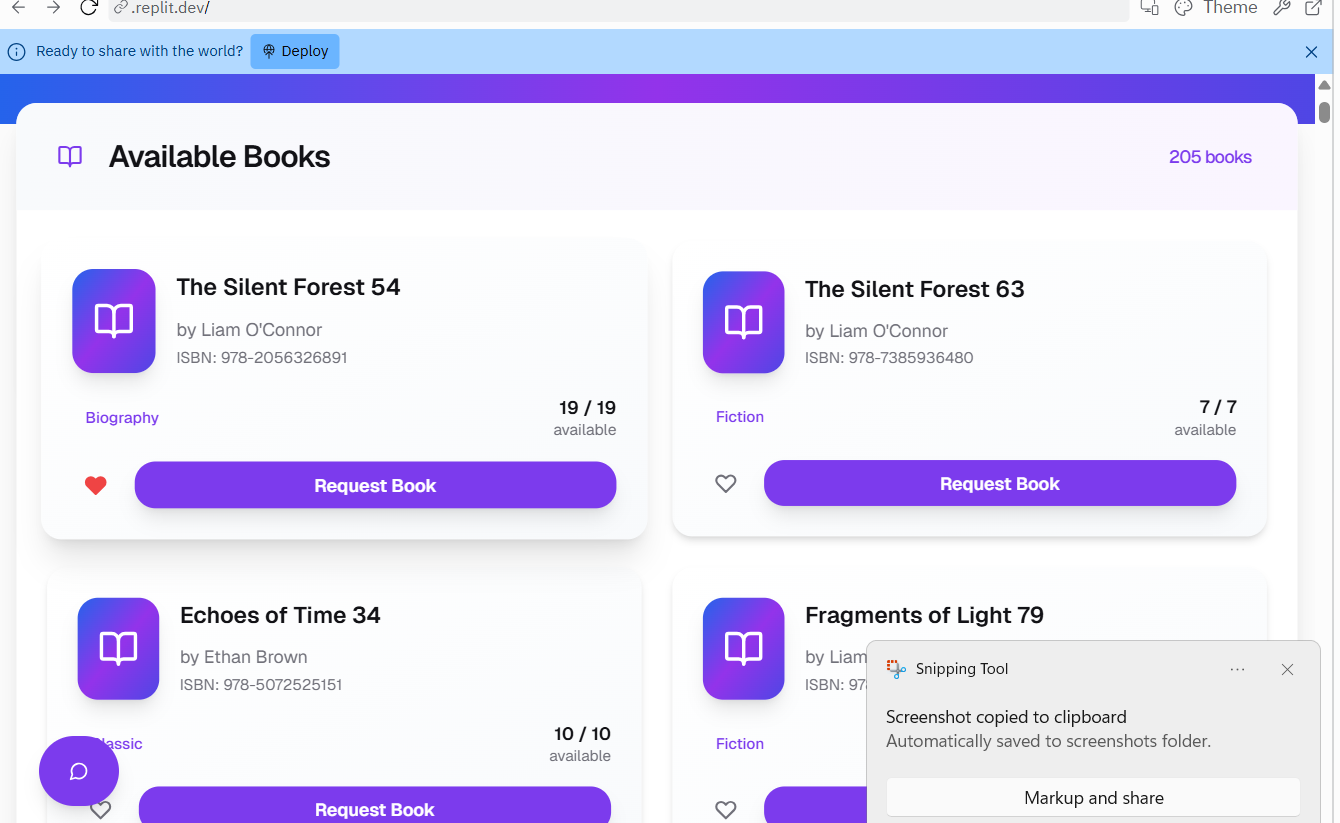 .replit.dev/
Theme
Ready to share with the world?
Deploy
Available Books
205 books
The Silent Forest 54
by Liam O'Connor
ISBN: 978-2056326891
Biography
19 / 19
available
Request Book
The Silent Forest 63
by Liam O'Connor
ISBN: 978-7385936480
Fiction
7 / 7
available
Request Book
Echoes of Time 34
by Ethan Brown
ISBN: 978-5072525151
assic
10 / 10
available
Request Book
Fragments of Light 79
by Liam
ISBN: 97
Fiction
Snipping Tool
Screenshot copied to clipboard
Automatically saved to screenshots folder.
Markup and share